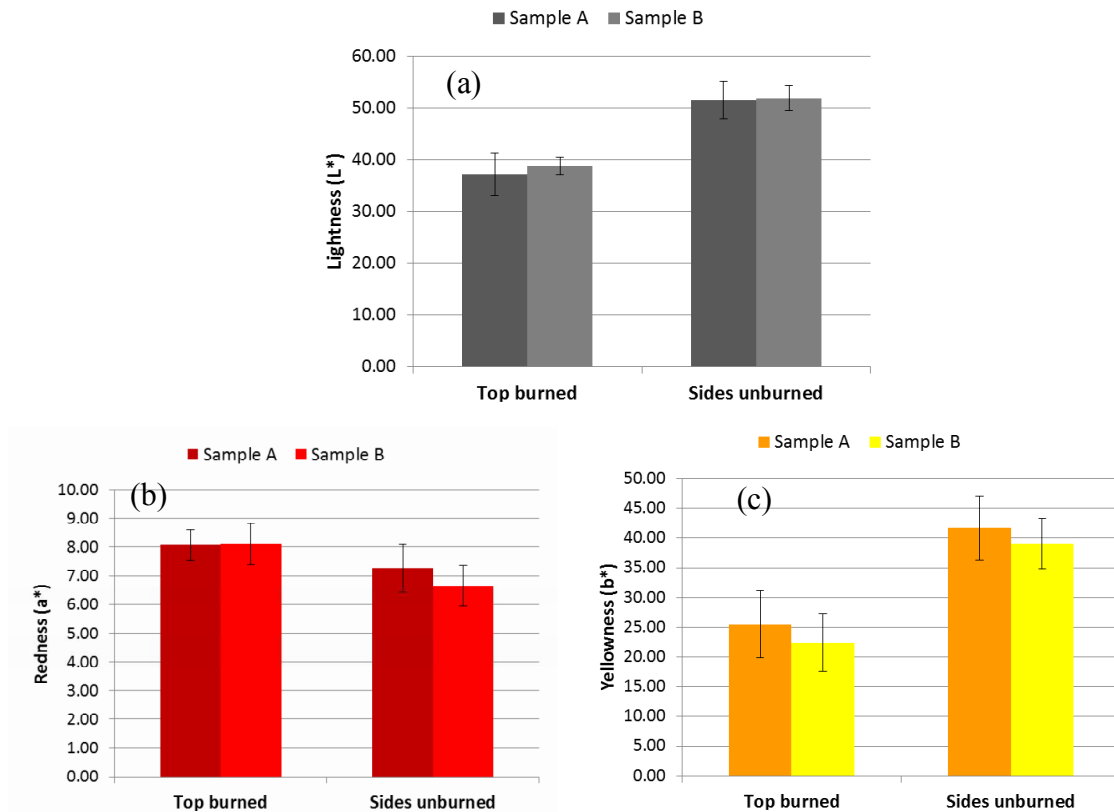 Sample A Sample B
(a)
Lightness (L*)
60.00
50.00
40.00
30.00
20.00
10.00
0.00
Top burned Sides unburned
Sample A Sample B
(b)
Redness (a*)
10.00
9.00
8.00
7.00
6.00
5.00
4.00
3.00
2.00
1.00
0.00
Top burned Sides unburned
Sample A Sample B
(c)
Yellowness (b*)
50.00
45.00
40.00
35.00
30.00
25.00
20.00
15.00
10.00
5.00
0.00
Top burned Sides unburned